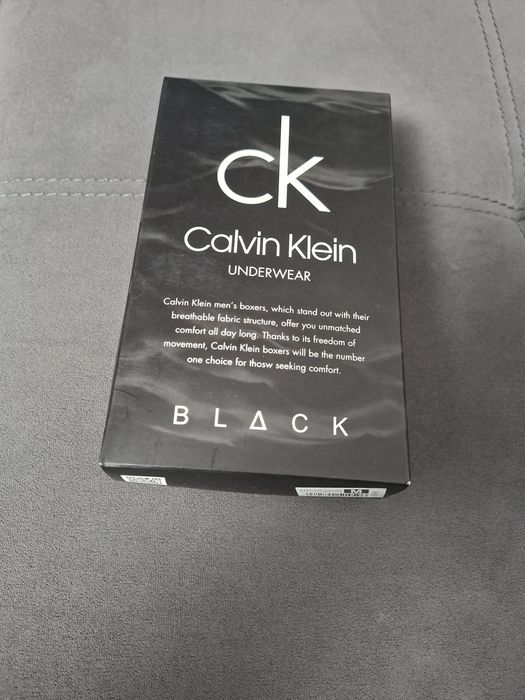 ck
Calvin Klein
UNDERWEAR
Calvin Klein men's boxers, which stand out with their
breathable fabric structure, offer you unmatched
comfort all day long. Thanks to its freedom of
movement, Calvin Klein boxers will be the number
one choice for thosw seeking comfort.
BLACK
M